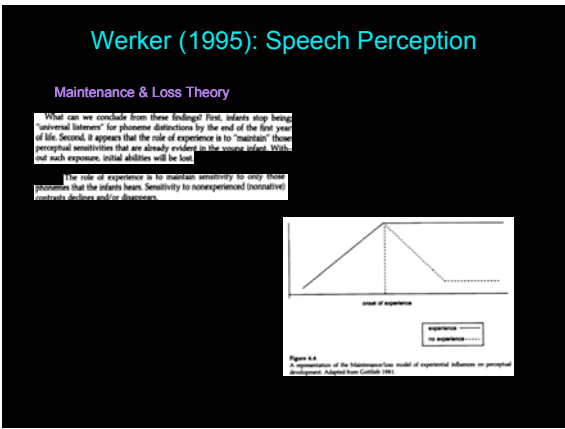 Werker (1995): Speech Perception
Maintenance & Loss Theory
What can we conclude from these findings? First, infants stop being
"universal listeners" for phoneme distinctions by the end of the first year
of life. Second, it appears that the role of experience is to "maintain" those
perceptual sensitivities that are already evident in the young infant. With-
out such exposure, initial abilities will be lost.
The role of experience is to maintain sensitivity to only those
phonemes that the infants hears. Sensitivity to nonexperienced (nonnative)
contrasts declines and/or disappears.
onset of experience
experience
no experience
Figure 4.4
A representation of the Maintenance/loss model of experiential influences on perceptual
development. Adapted from Gottlieb 1981.